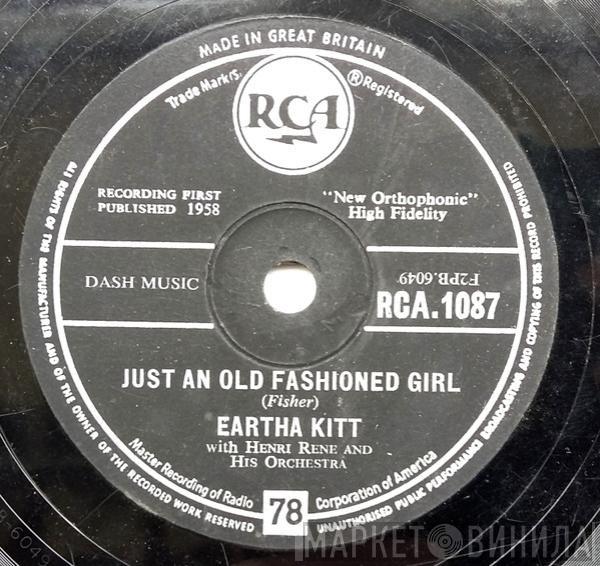 MADE IN GREAT BRITAIN
Trade Mark(s.
®Registered
RCA
RECORDING FIRST
PUBLISHED 1958
"New Orthophonic"
High Fidelity
DASH MUSIC
F2PB.6049
RCA.1087
JUST AN OLD FASHIONED GIRL
(Fisher)
EARTHA KITT
with HENRI RENE AND
HIS ORCHESTRA
Master Recording of Radio
Corporation of America
78
ALL RIGHTS OF THE MANUFACTURER AND OF THE OWNER OF THE RECORDED WORK RESERVED
UNAUTHORISED PUBLIC PERFORMANCE BROADCASTING AND COPYING OF THIS RECORD PROHIBITED
МАРКЕТ ВИНИЛА